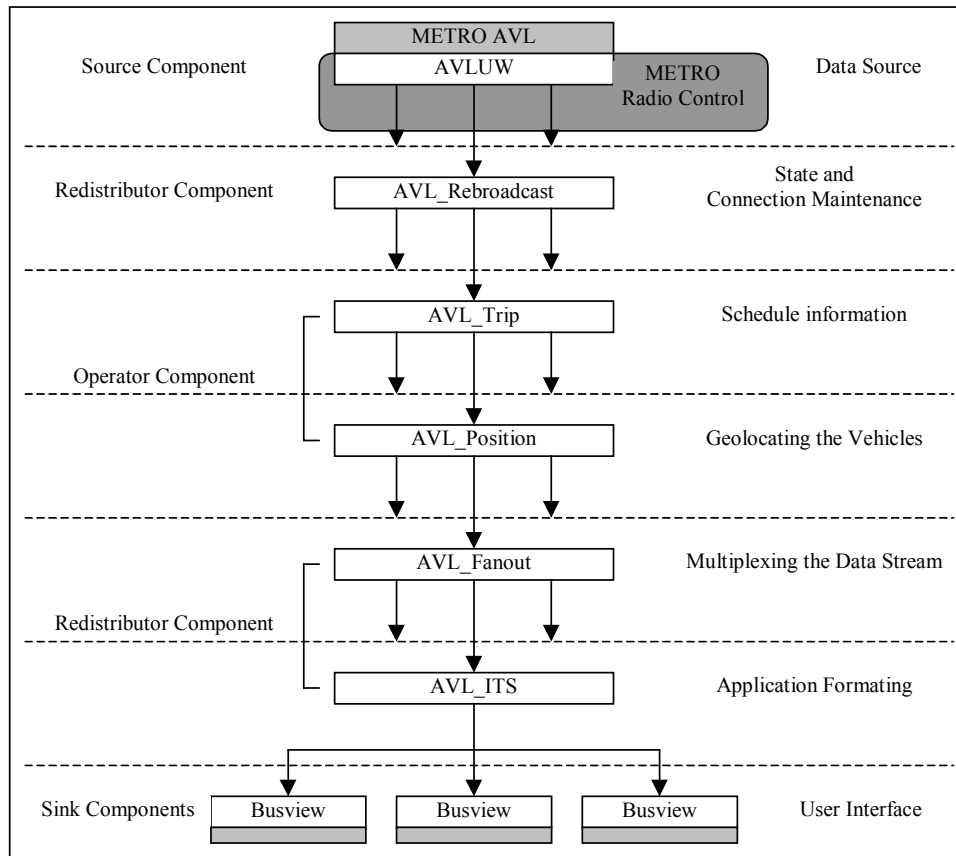 METRO AVL
Source Component
AVLUW
METRO
Radio Control
Data Source
Redistributor Component
AVL_Rebroadcast
State and
Connection Maintenance
AVL_Trip
Schedule information
Operator Component
AVL_Position
Geolocating the Vehicles
AVL_Fanout
Multiplexing the Data Stream
Redistributor Component
AVL_ITS
Application Formating
Sink Components
Busview
Busview
Busview
User Interface